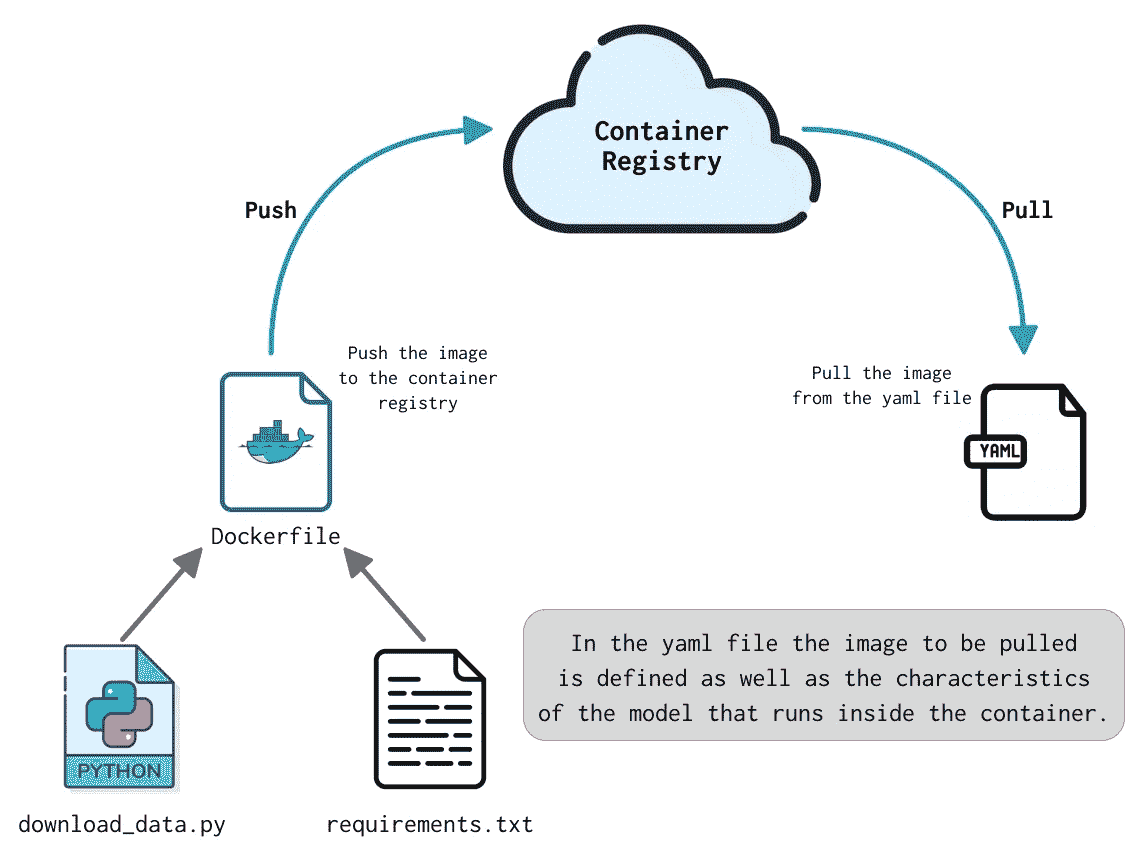 Container
Registry
Push
Pull
Push the image
to the container
registry
Pull the image
from the yaml file
YAML
Dockerfile
In the yaml file the image to be pulled
is defined as well as the characteristics
of the model that runs inside the container.
PYTHON
download_data.py
requirements.txt